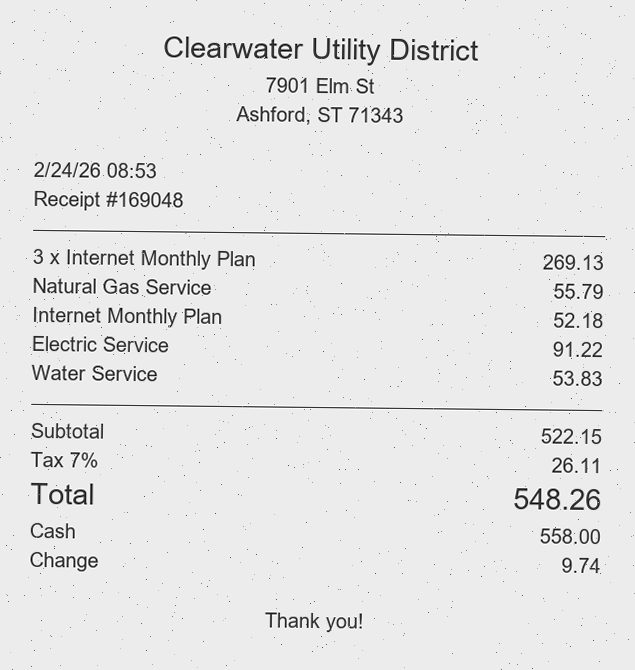 Clearwater Utility District
7901 Elm St
Ashford, ST 71343
2/24/26 08:53
Receipt #169048
3 x Internet Monthly Plan 269.13
Natural Gas Service 55.79
Internet Monthly Plan 52.18
Electric Service 91.22
Water Service 53.83
Subtotal 522.15
Tax 7% 26.11
Total 548.26
Cash 558.00
Change 9.74
Thank you!